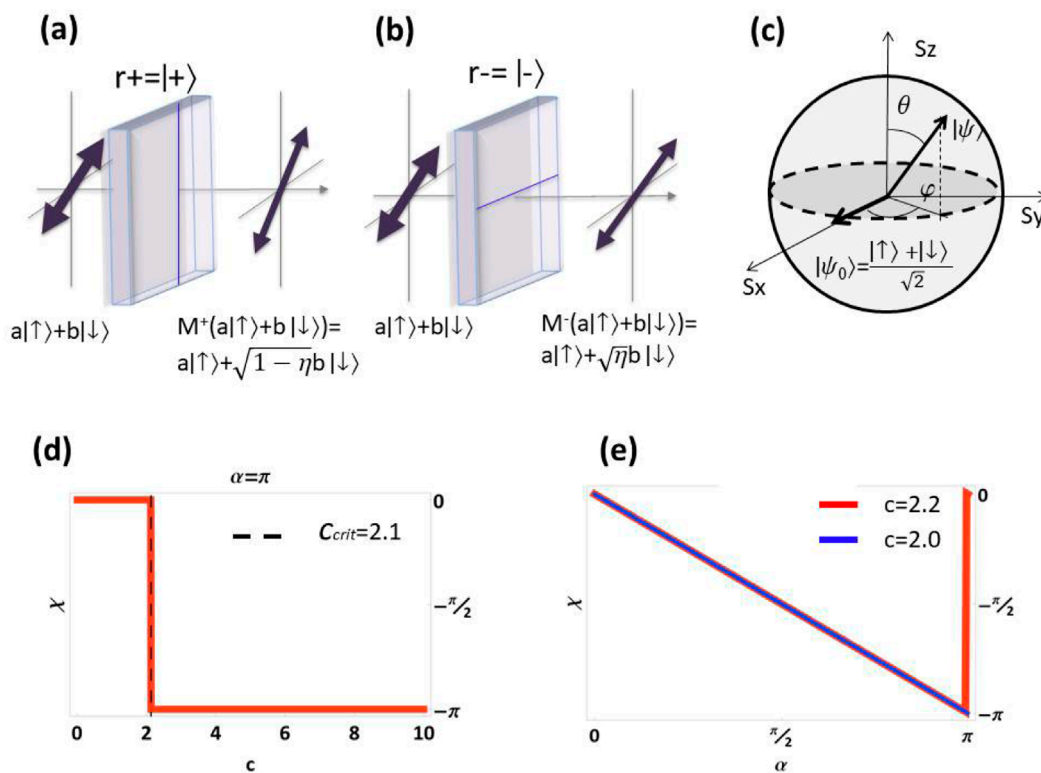 (a)
r+=|+⟩
a|↑⟩+b|↓⟩
M⁺(a|↑⟩+b|↓⟩)=
a|↑⟩+√1 − η b|↓⟩
(b)
r-= |-⟩
a|↑⟩+b|↓⟩
M⁻(a|↑⟩+b|↓⟩)=
a|↑⟩+√η b|↓⟩
(c)
Sz
θ
|ψ⟩
φ
Sy
Sx
|ψ₀⟩=|↑⟩ +|↓⟩
√2
(d)
α=π
0
Ccrit=2.1
χ
−π/2
−π
0 2 4 6 8 10
c
(e)
0
c=2.2
c=2.0
χ
−π/2
−π
0 π/2 π
α